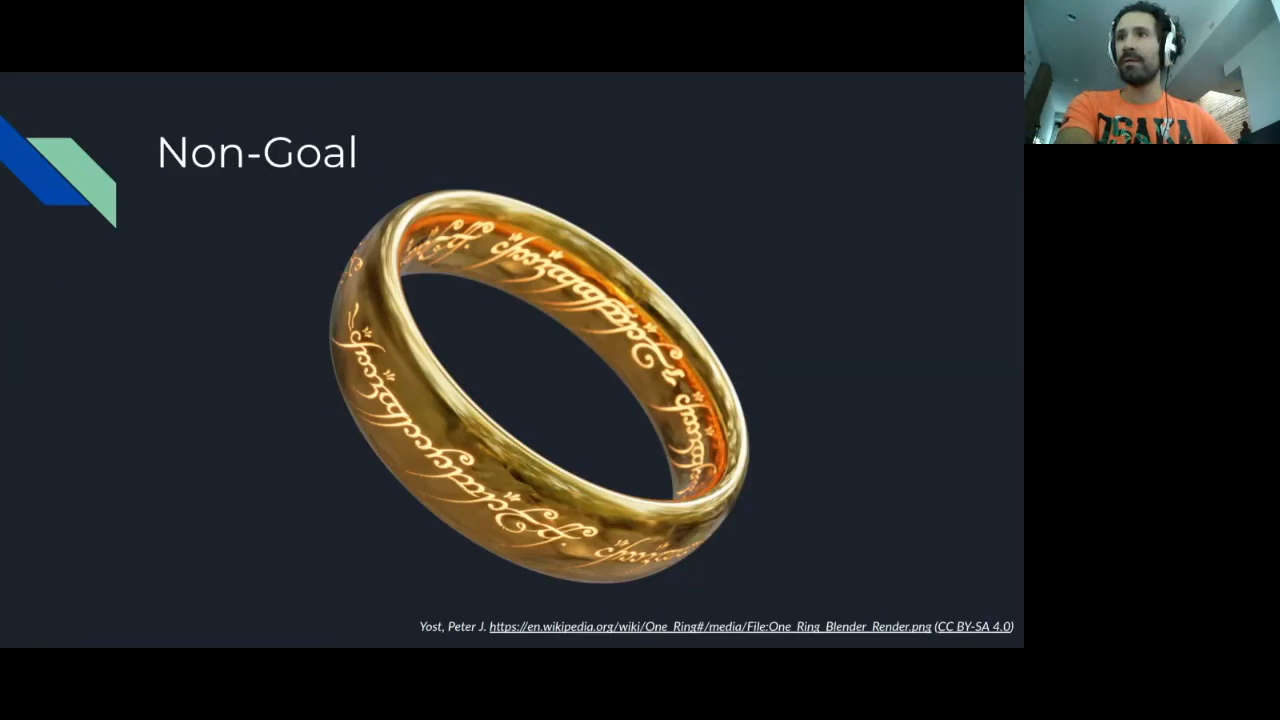 Non-Goal
OSAKA
Yost, Peter J. https://en.wikipedia.org/wiki/One_Ring#/media/File:One_Ring_Blender_Render.png (CC BY-SA 4.0)